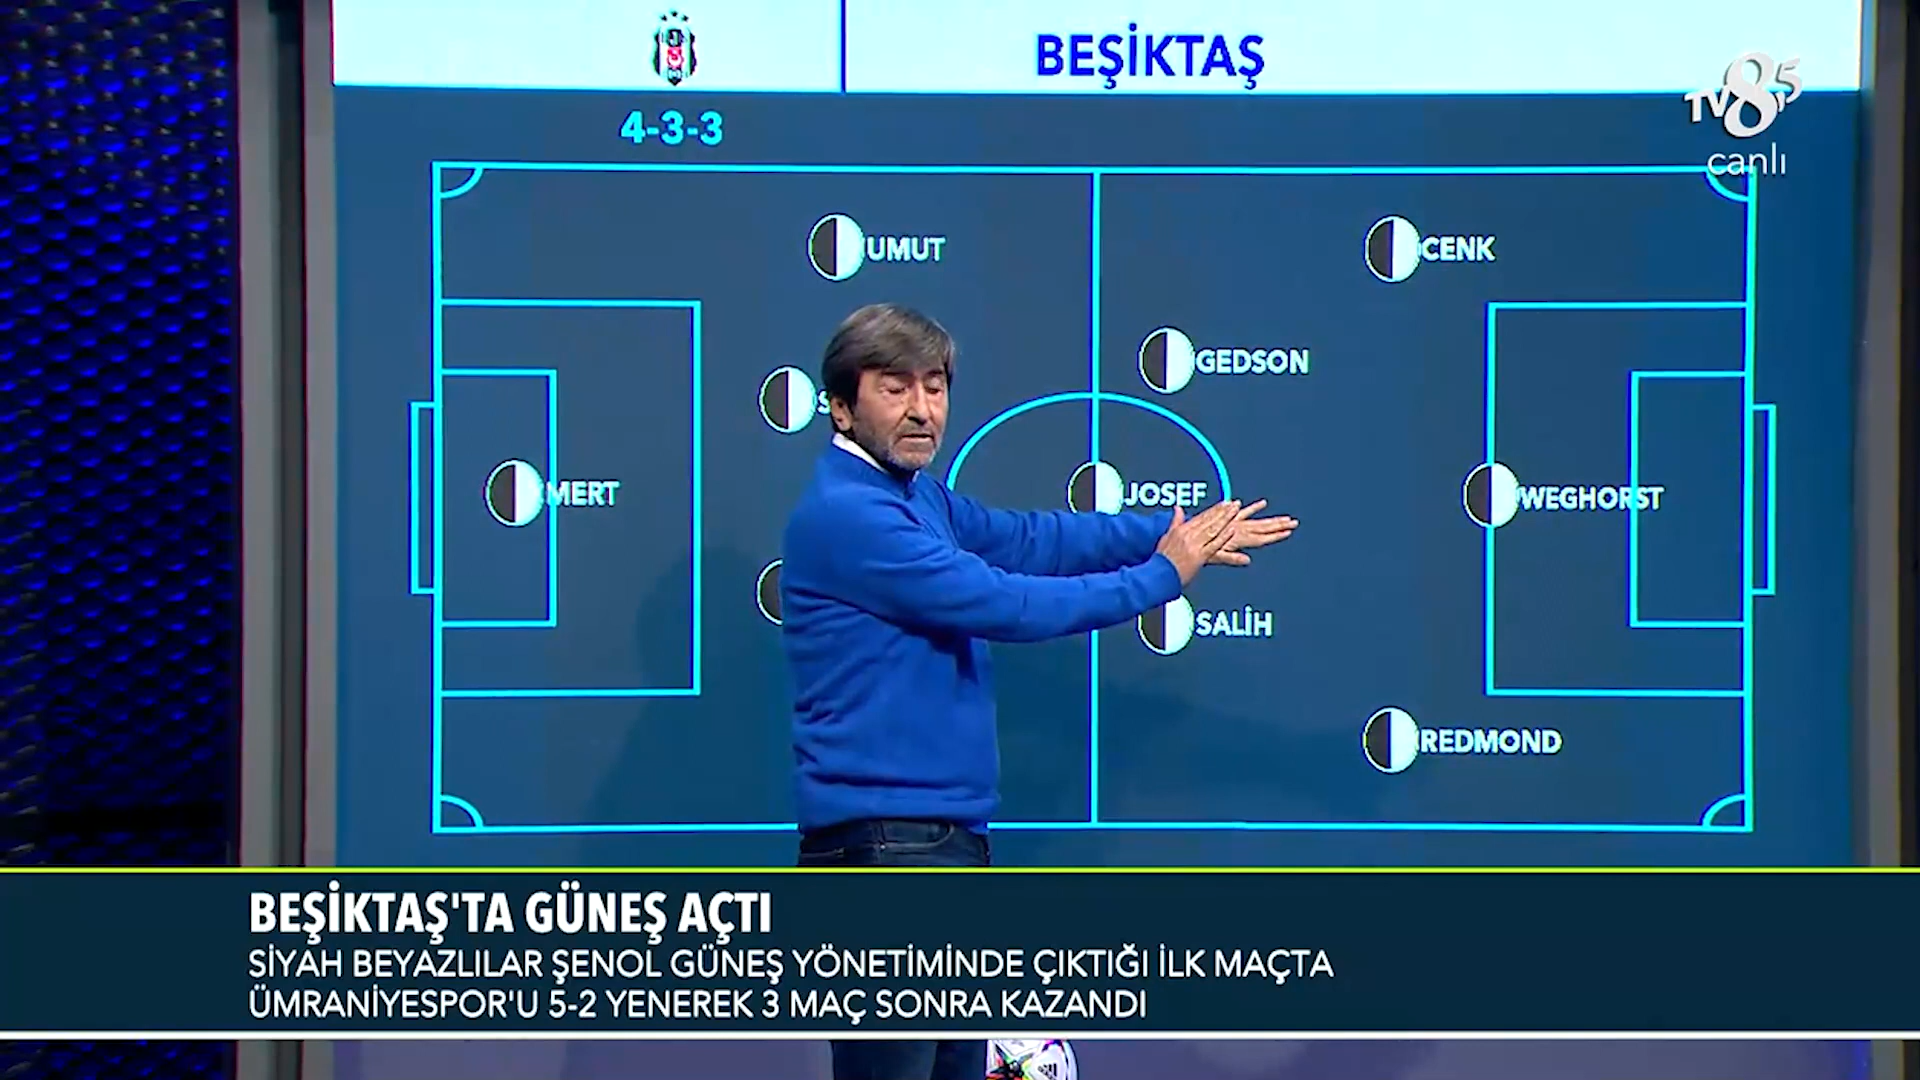 BEŞİKTAŞ
TV8,5
canlı
4-3-3
UMUT
CENK
GEDSON
MERT
JOSEF
WEGHORST
SALİH
REDMOND
BEŞİKTAŞ'TA GÜNEŞ AÇTI
SİYAH BEYAZLILAR ŞENOL GÜNEŞ YÖNETİMİNDE ÇIKTIĞI İLK MAÇTA
ÜMRANİYESPOR'U 5-2 YENEREK 3 MAÇ SONRA KAZANDI